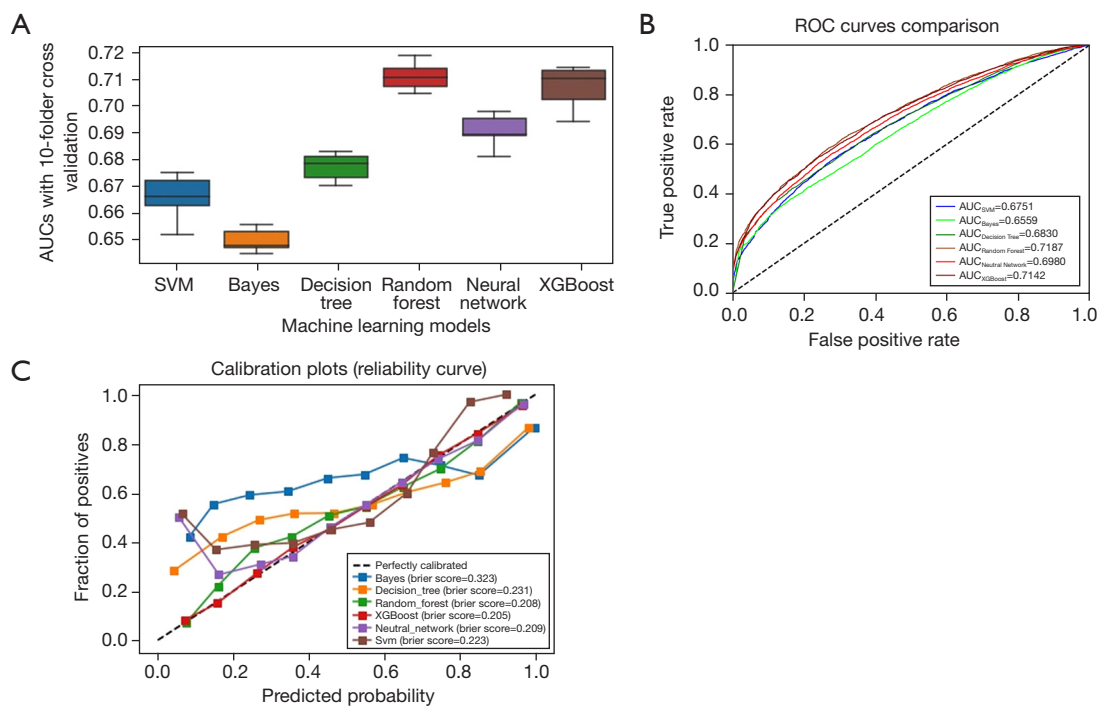 A
AUCs with 10-folder cross
validation
0.72
0.71
0.70
0.69
0.68
0.67
0.66
0.65
SVM
Bayes
Decision
tree
Random
forest
Neural
network
XGBoost
Machine learning models
B
ROC curves comparison
True positive rate
1.0
0.8
0.6
0.4
0.2
0.0
AUCSVM=0.6751
AUCBayes=0.6559
AUCDecision Tree=0.6830
AUCRandom Forest=0.7187
AUCNeutral Network=0.6980
AUCXGBoost=0.7142
0.0 0.2 0.4 0.6 0.8 1.0
False positive rate
C
Calibration plots (reliability curve)
Fraction of positives
1.0
0.8
0.6
0.4
0.2
0.0
Perfectly calibrated
Bayes (brier score=0.323)
Decision_tree (brier score=0.231)
Random_forest (brier score=0.208)
XGBoost (brier score=0.205)
Neutral_network (brier score=0.209)
Svm (brier score=0.223)
0.0 0.2 0.4 0.6 0.8 1.0
Predicted probability